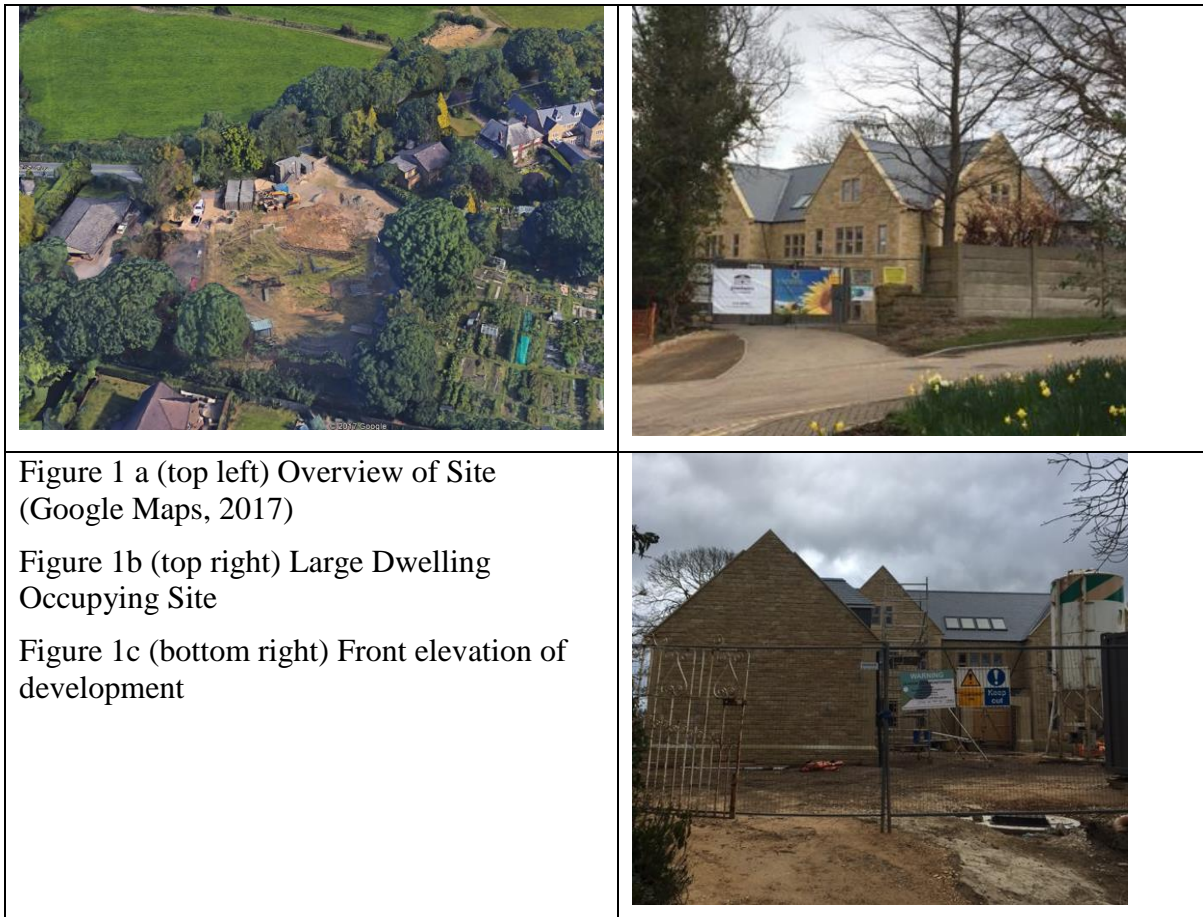 © 2017 Google
Figure 1 a (top left) Overview of Site
(Google Maps, 2017)
Figure 1b (top right) Large Dwelling
Occupying Site
Figure 1c (bottom right) Front elevation of
development
WARNING
Keep
out